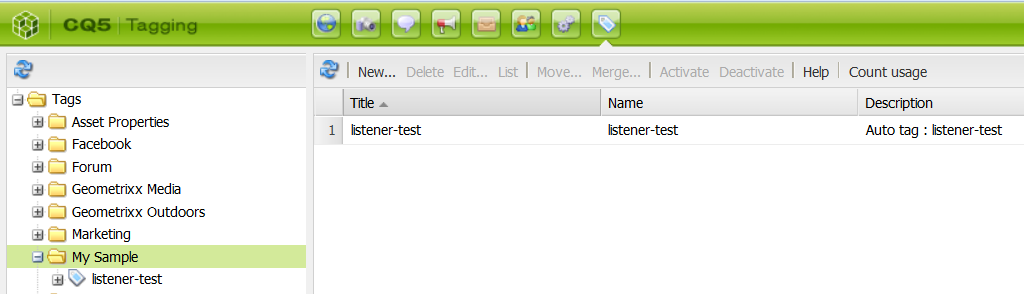 CQ5 Tagging
New... Delete Edit... List Move... Merge... Activate Deactivate Help Count usage
Tags
Asset Properties
Facebook
Forum
Geometrixx Media
Geometrixx Outdoors
Marketing
My Sample
listener-test
Title Name Description
1 listener-test listener-test Auto tag : listener-test